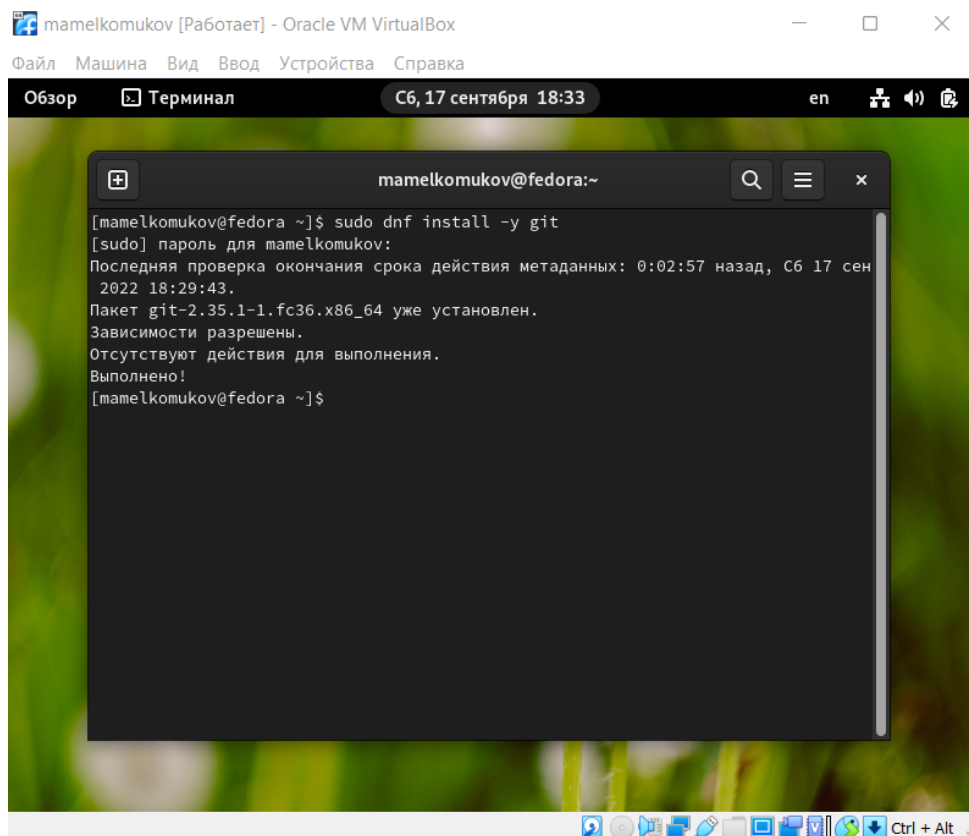 mamelkomukov [Работает] - Oracle VM VirtualBox
Файл Машина Вид Ввод Устройства Справка
Обзор Терминал Сб, 17 сентября 18:33 en
mamelkomukov@fedora:~
[mamelkomukov@fedora ~]$ sudo dnf install -y git
[sudo] пароль для mamelkomukov:
Последняя проверка окончания срока действия метаданных: 0:02:57 назад, Сб 17 сен
2022 18:29:43.
Пакет git-2.35.1-1.fc36.x86_64 уже установлен.
Зависимости разрешены.
Отсутствуют действия для выполнения.
Выполнено!
[mamelkomukov@fedora ~]$
Ctrl + Alt